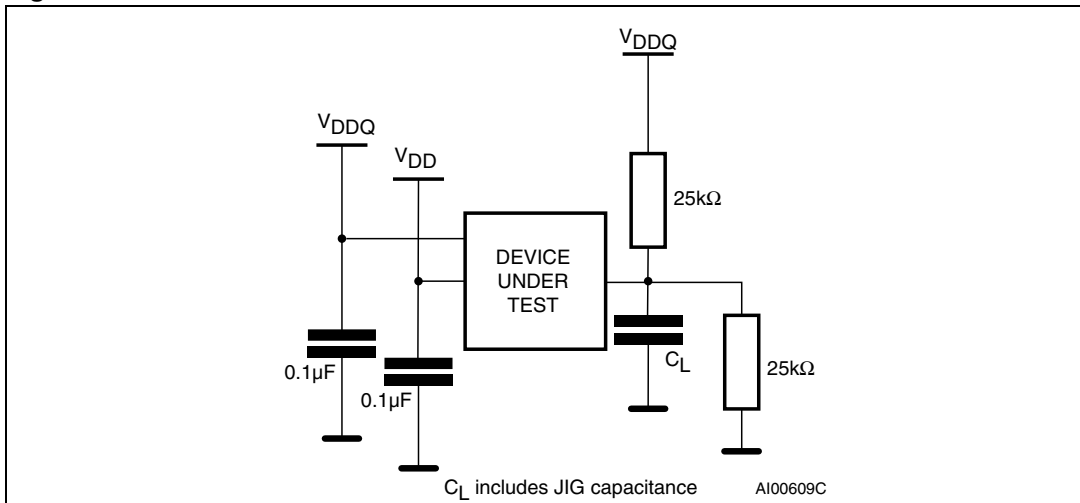 VDDQ
VDDQ
VDD
25kΩ
DEVICE
UNDER
TEST
0.1µF
0.1µF
CL
25kΩ
CL includes JIG capacitance
AI00609C